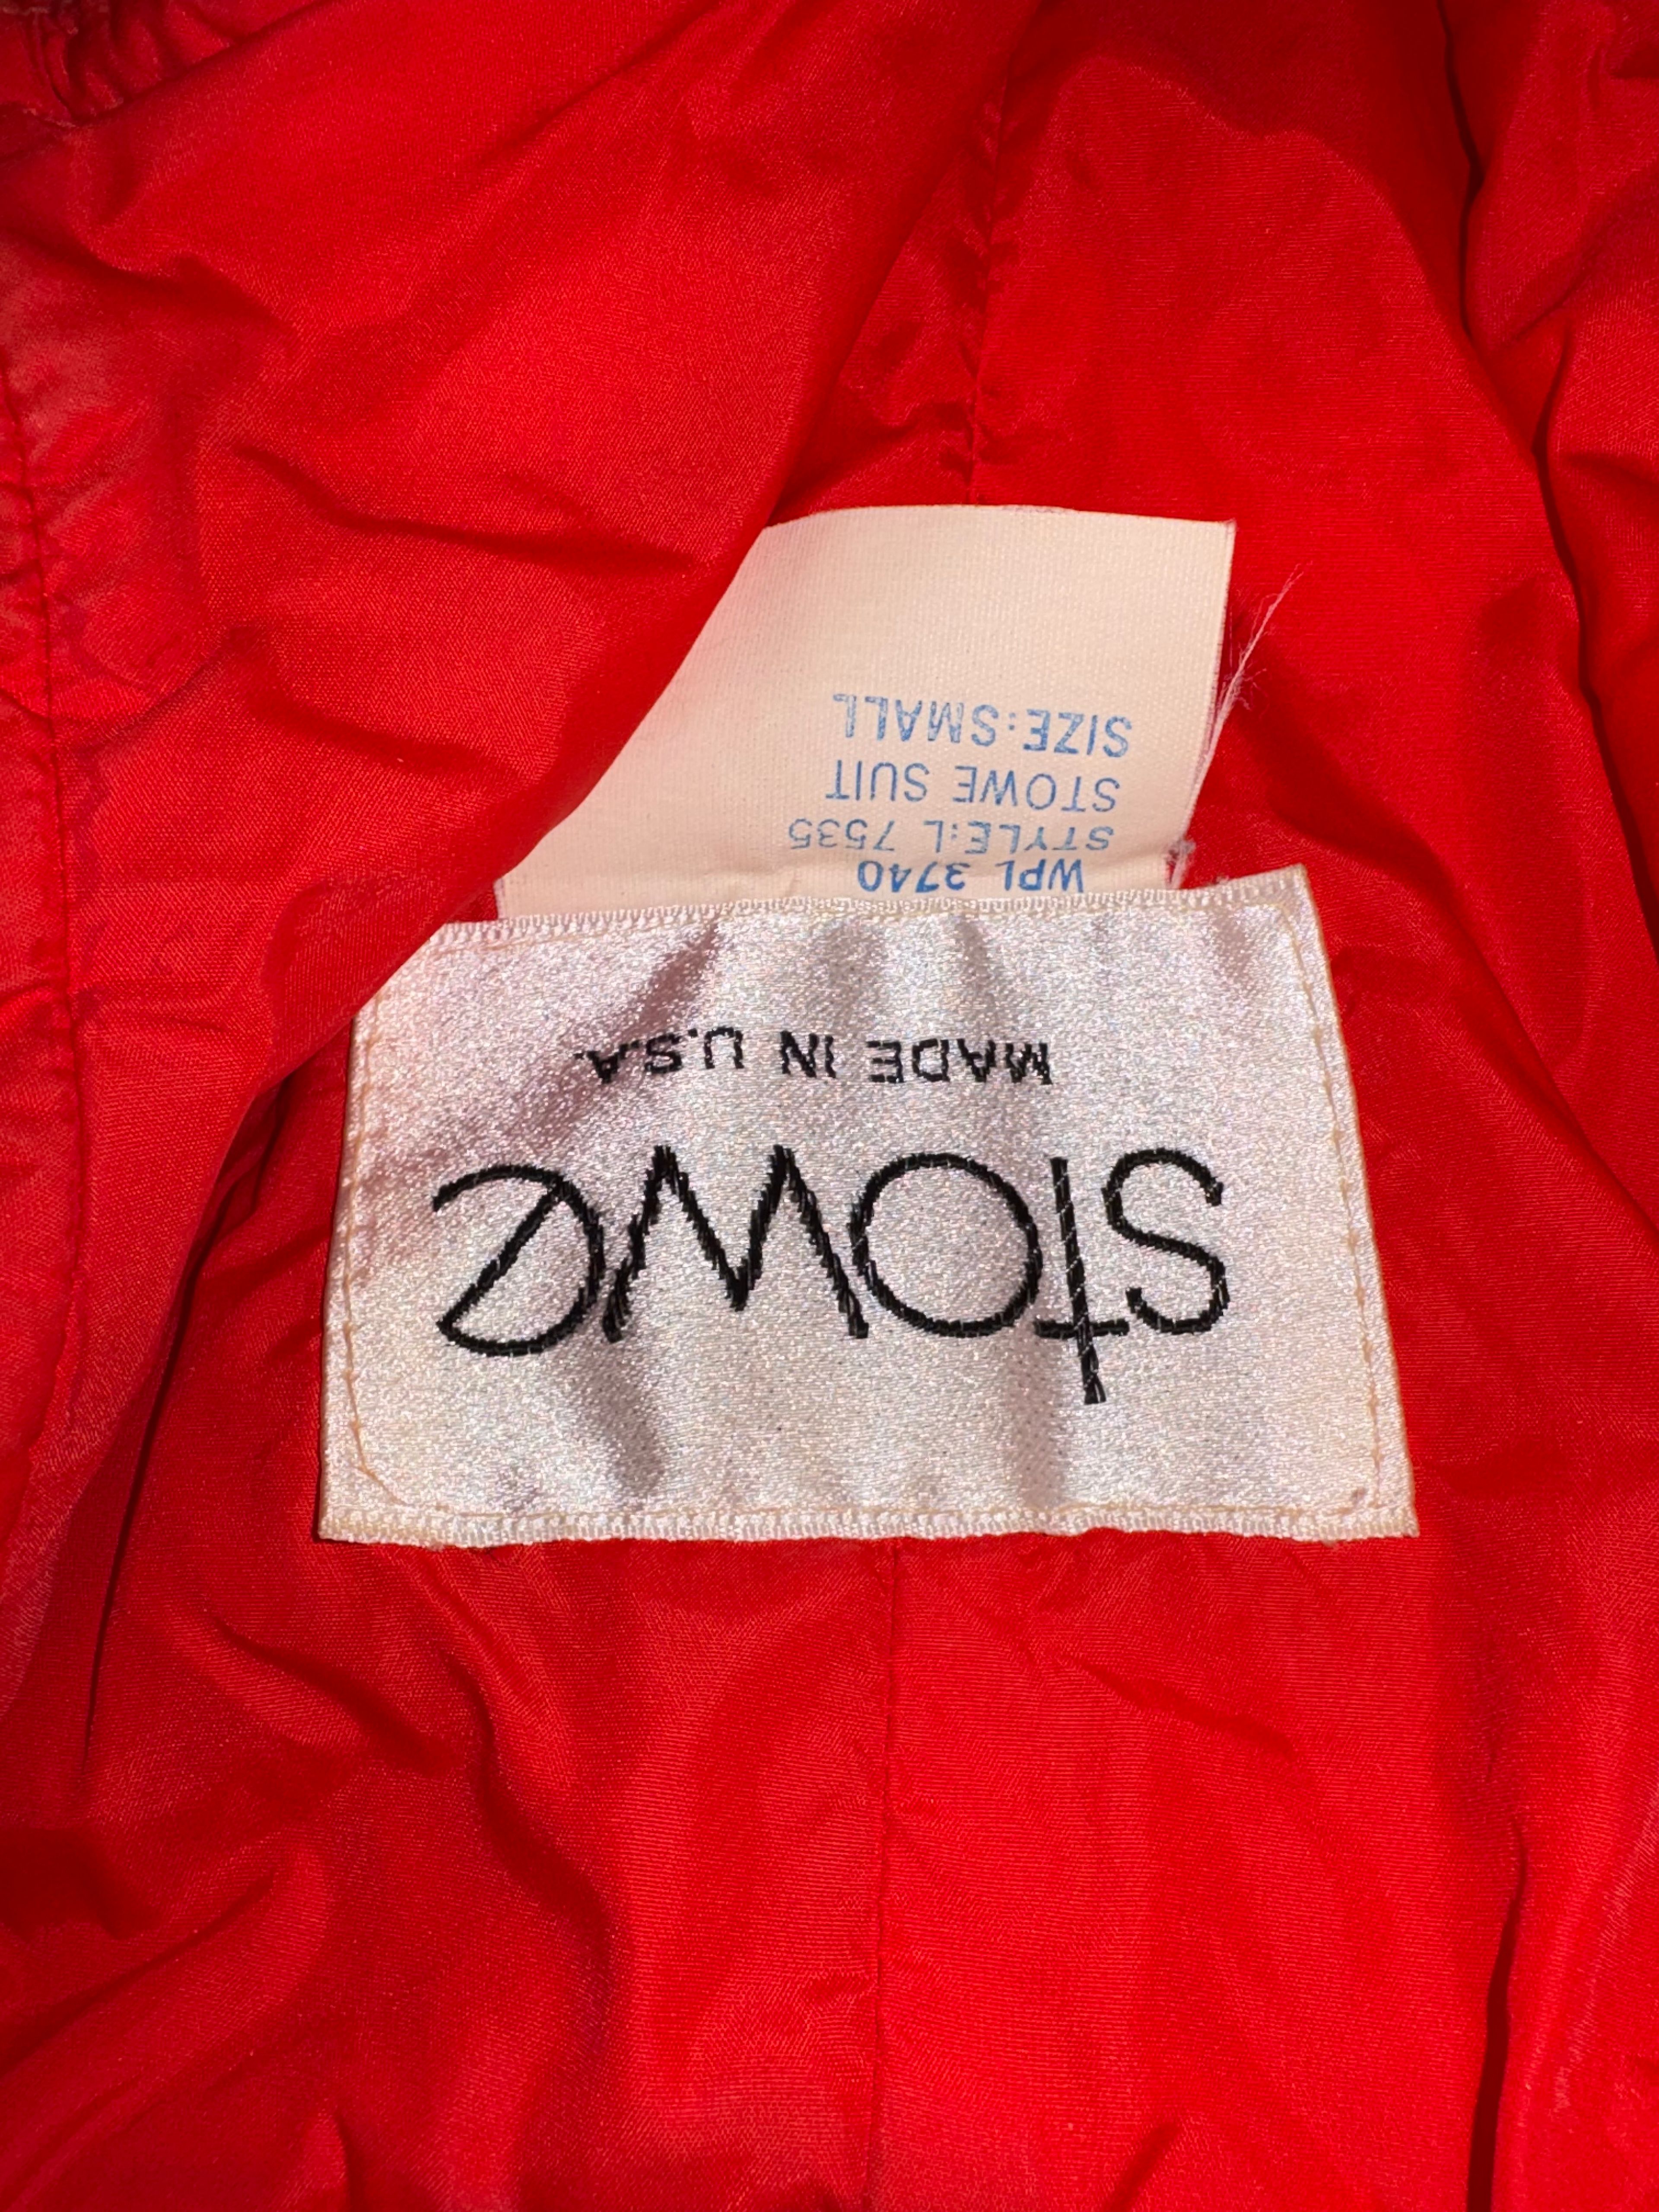 stowe
MADE IN U.S.A.
WPL 3740
STYLE:L 7535
STOWE SUIT
SIZE:SMALL